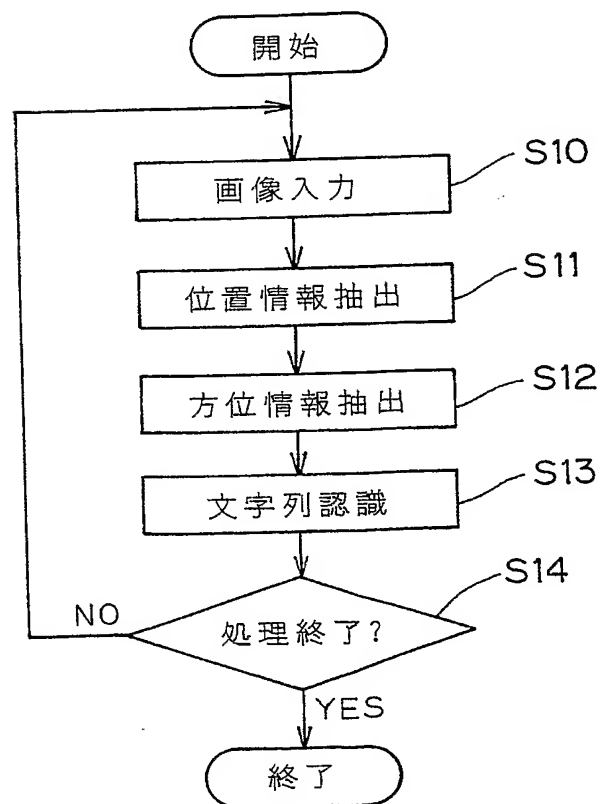 開始
S10
画像入力
S11
位置情報抽出
S12
方位情報抽出
S13
文字列認識
S14
処理終了?
NO
YES
終了